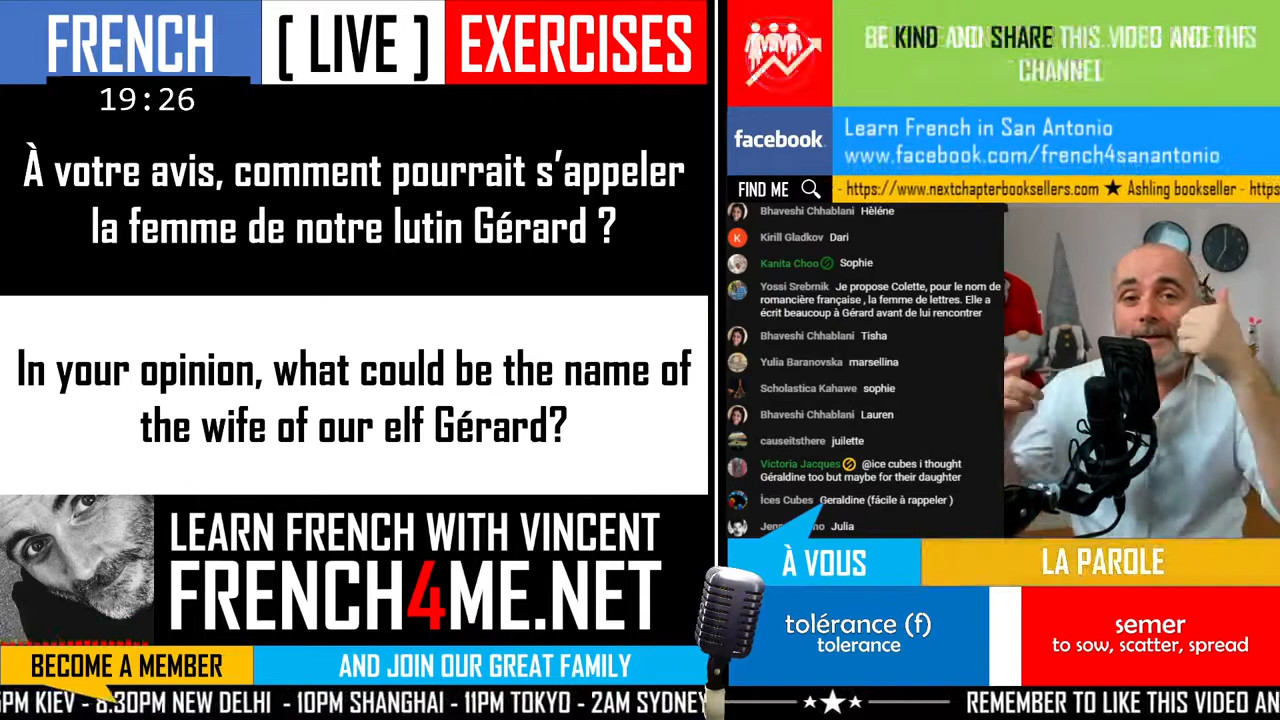 FRENCH [ LIVE ] EXERCISES
19:26
À votre avis, comment pourrait s'appeler
la femme de notre lutin Gérard ?
In your opinion, what could be the name of
the wife of our elf Gérard?
LEARN FRENCH WITH VINCENT
FRENCH4ME.NET
BECOME A MEMBER
AND JOIN OUR GREAT FAMILY
BE KIND AND SHARE THIS VIDEO AND THIS
CHANNEL
facebook.
Learn French in San Antonio
www.facebook.com/french4sanantonio
FIND ME
- https://www.nextchapterbooksellers.com ★ Ashling bookseller - https
Bhaveshi Chhablani Hèléne
K Kirill Gladkov Dari
Kanita Choo Sophie
Yossi Srebrnik Je propose Colette, pour le nom de
romancière française , la femme de lettres. Elle a
écrit beaucoup à Gérard avant de lui rencontrer
Bhaveshi Chhablani Tisha
Yulia Baranovska marsellina
Scholastica Kahawe sophie
Bhaveshi Chhablani Lauren
causeitsthere juilette
Victoria Jacques @ice cubes i thought
Géraldine too but maybe for their daughter
İces Cubes Geraldine (fácile à rappeler )
Julia
À VOUS
LA PAROLE
tolérance (f)
tolerance
semer
to sow, scatter, spread
PM KIEV - 8:30PM NEW DELHI - 10PM SHANGHAI - 11PM TOKYO - 2AM SYDNEY
REMEMBER TO LIKE THIS VIDEO AN